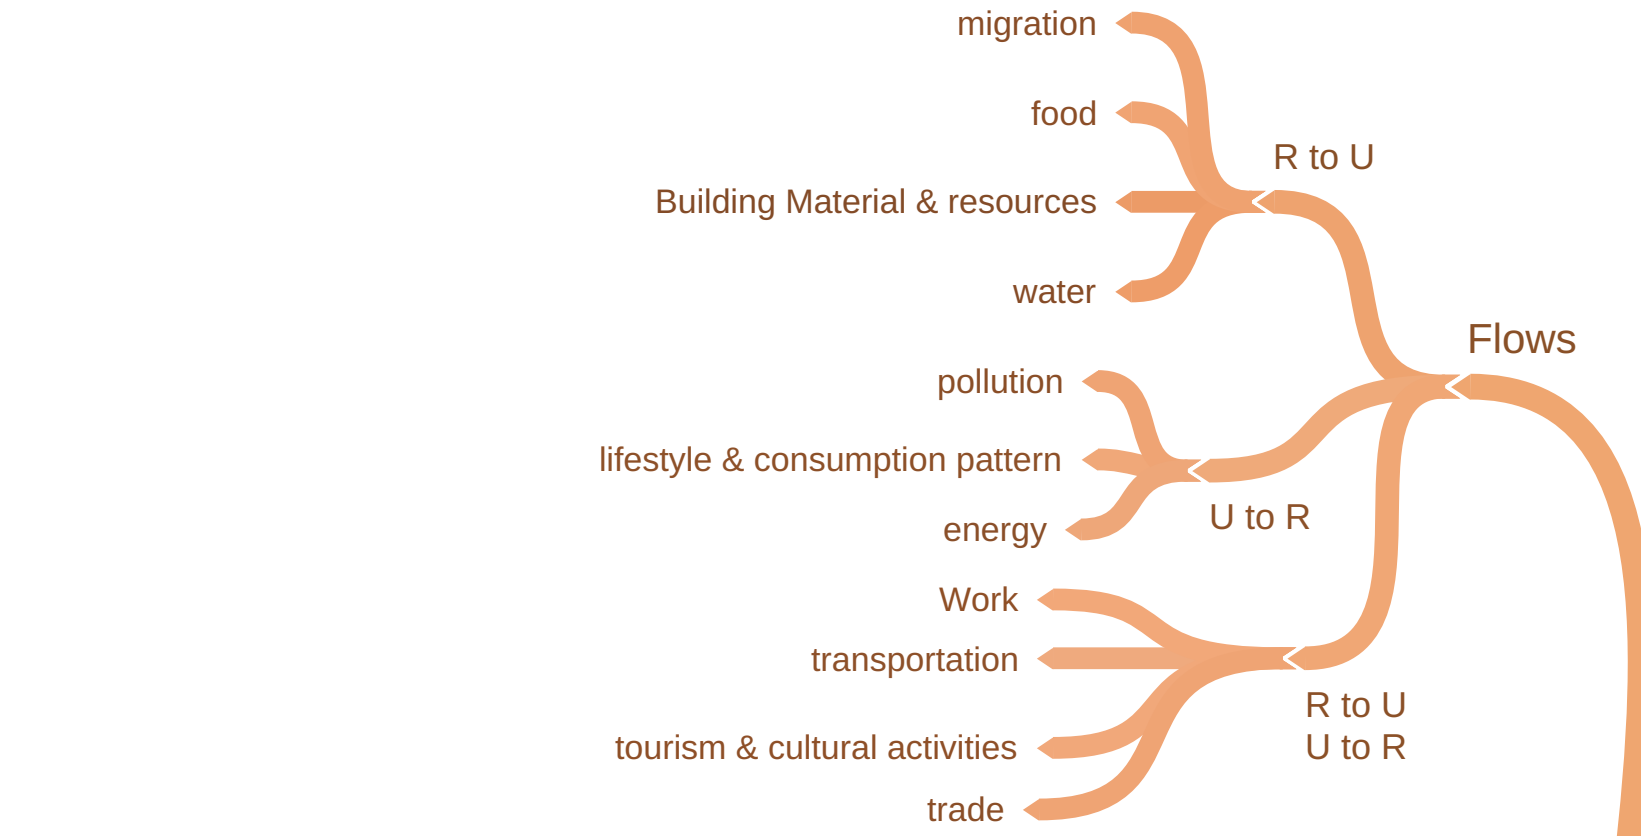 migration
food
R to U
Building Material & resources
water
Flows
pollution
lifestyle & consumption pattern
U to R
energy
Work
transportation
R to U
U to R
tourism & cultural activities
trade